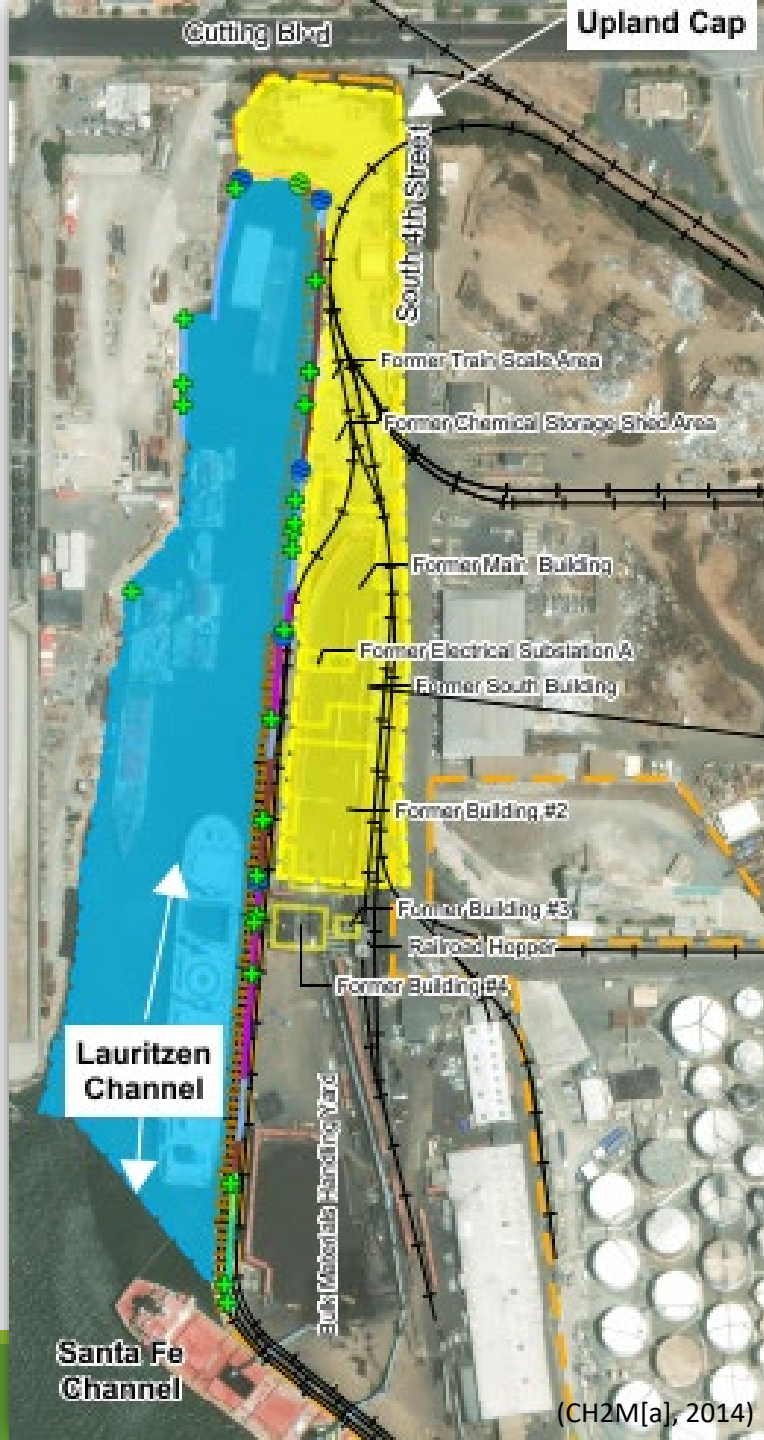 Cutting Blvd
Upland Cap
South 4th Street
Former Train Scale Area
Former Chemical Storage Shed Area
Former Main Building
Former Electrical Substation A
Former South Building
Former Building #2
Former Building #3
Railroad Hopper
Former Building #4
Lauritzen
Channel
Bulk Materials Handling Yard
Santa Fe
Channel
(CH2M[a], 2014)